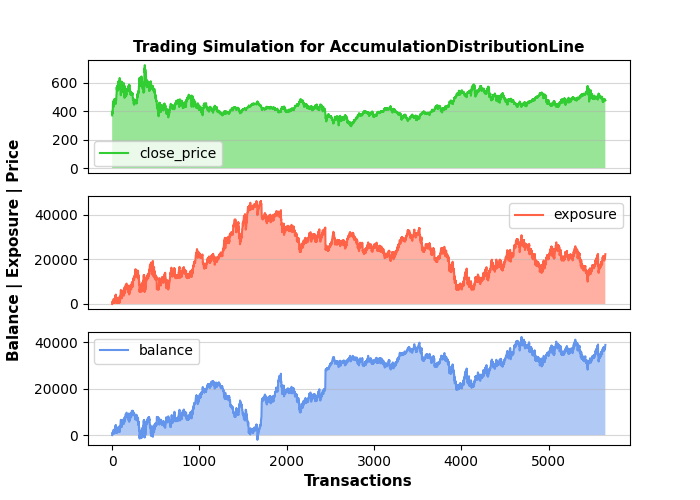 Trading Simulation for AccumulationDistributionLine
Balance | Exposure | Price
600
400
200
0
close_price
40000
20000
0
exposure
40000
20000
0
balance
0 1000 2000 3000 4000 5000
Transactions